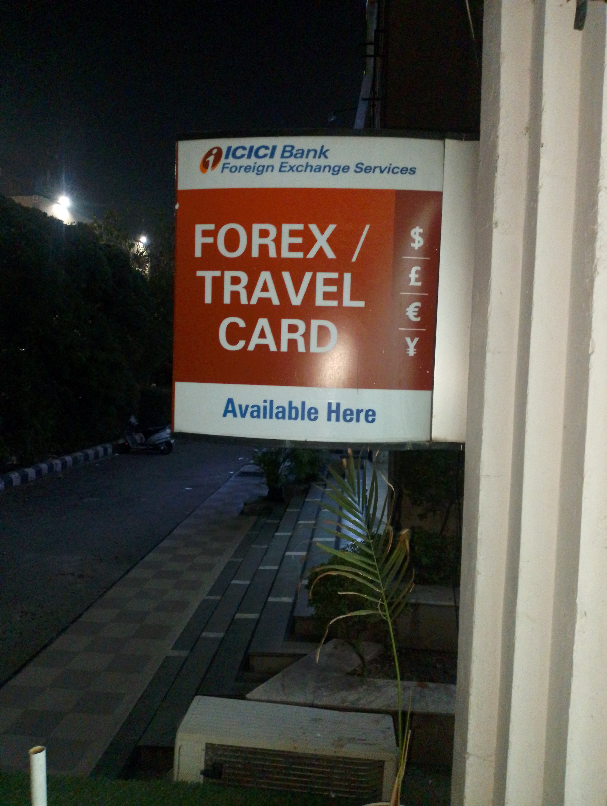 ICICI Bank
Foreign Exchange Services
FOREX /
TRAVEL
CARD
$
£
€
¥
Available Here